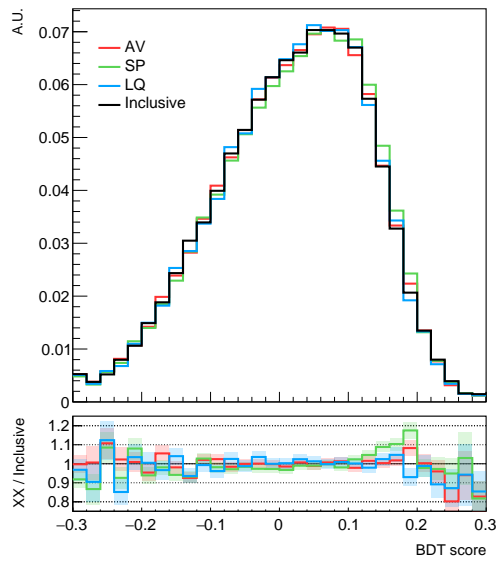 A.U.
0.07
0.06
0.05
0.04
0.03
0.02
0.01
0
AV
SP
LQ
Inclusive
XX / Inclusive
1.2
1.1
1
0.9
0.8
−0.3 −0.2 −0.1 0 0.1 0.2 0.3
BDT score